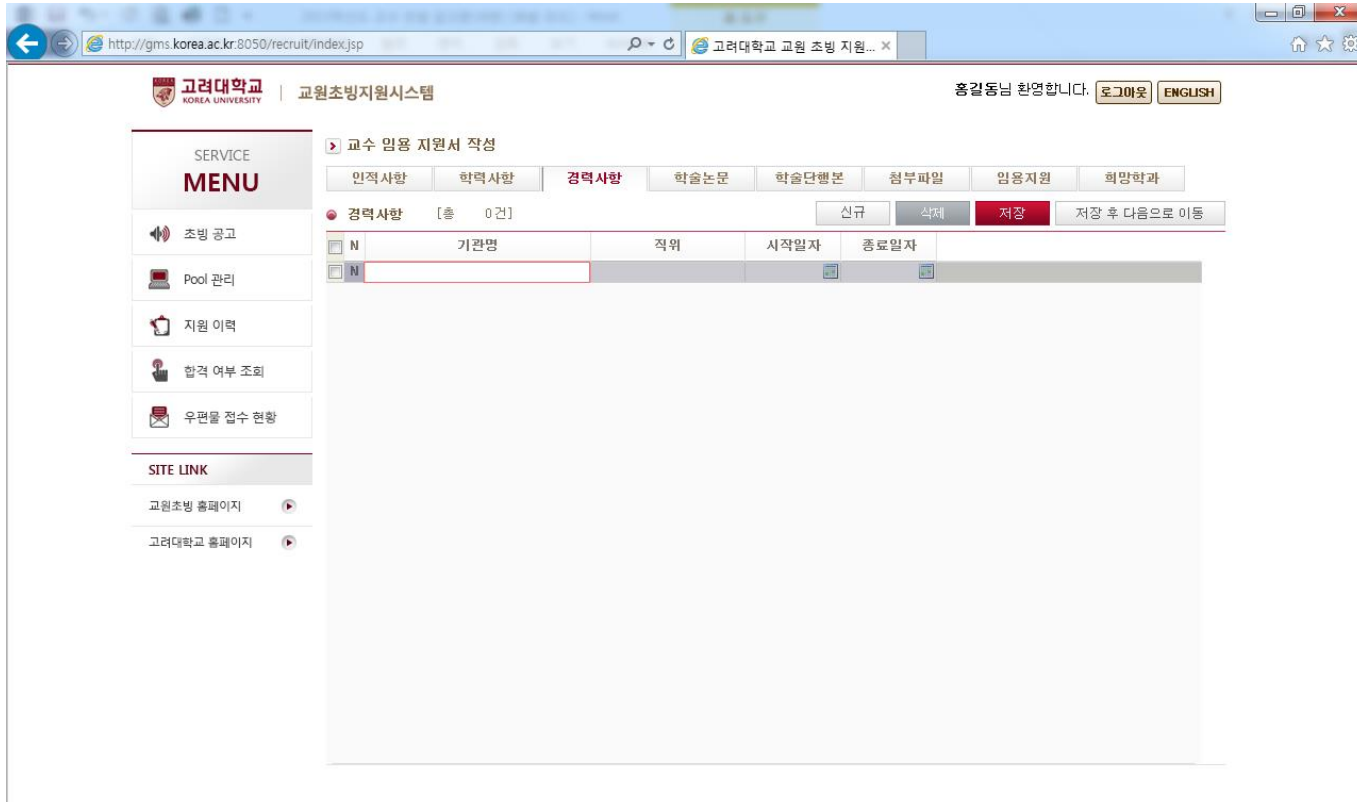 http://gms.korea.ac.kr:8050/recruit/index.jsp
고려대학교 교원 초빙 지원...
고려대학교
KOREA UNIVERSITY
교원초빙지원시스템
홍길동님 환영합니다.
로그아웃
ENGLISH
SERVICE
MENU
초빙 공고
Pool 관리
지원 이력
합격 여부 조회
우편물 접수 현황
SITE LINK
교원초빙 홈페이지
고려대학교 홈페이지
교수 임용 지원서 작성
인적사항 학력사항 경력사항 학술논문 학술단행본 첨부파일 임용지원 희망학과
경력사항 [총 0건] 신규 삭제 저장 저장 후 다음으로 이동
N 기관명 직위 시작일자 종료일자
N